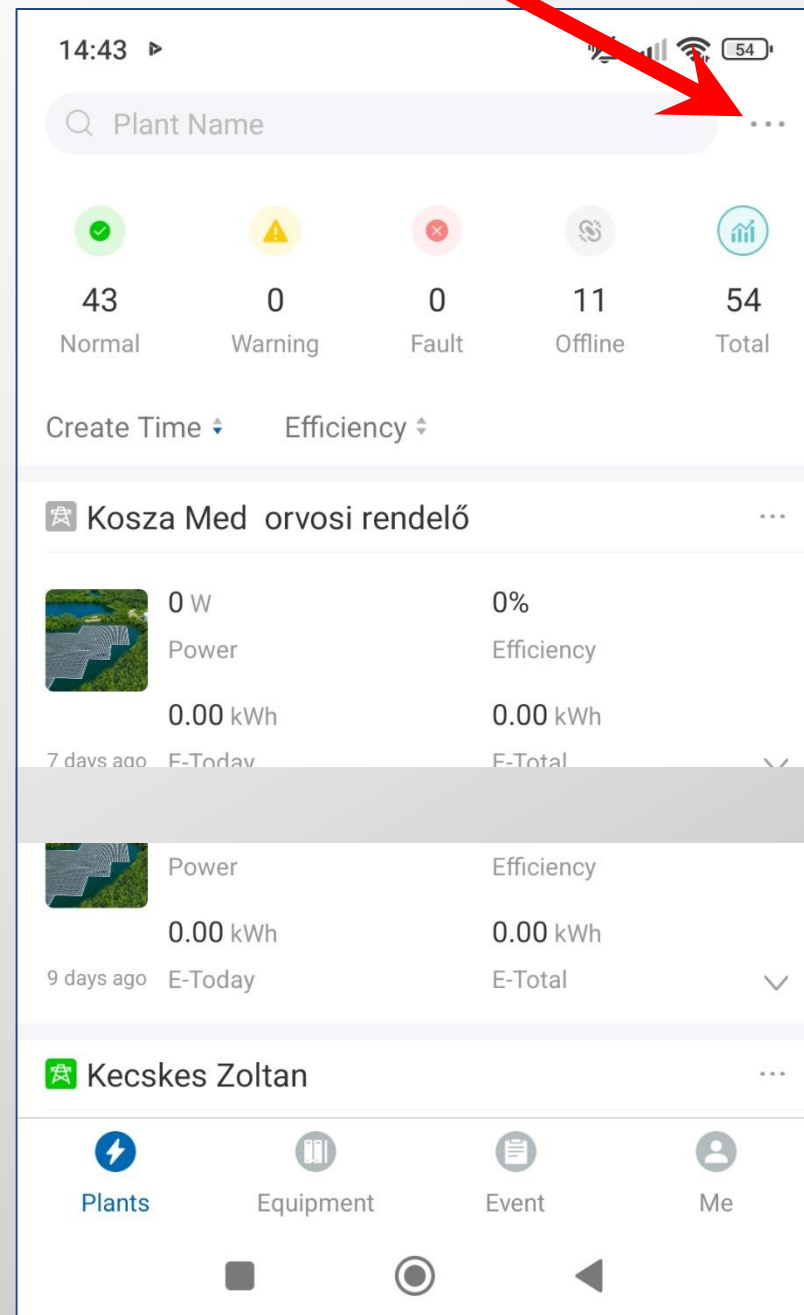 14:43 54
Plant Name ...
43 0 0 11 54
Normal Warning Fault Offline Total
Create Time Efficiency
Kosza Med orvosi rendelő ...
0 W 0%
Power Efficiency
0.00 kWh 0.00 kWh
7 days ago E-Today E-Total
Power Efficiency
0.00 kWh 0.00 kWh
9 days ago E-Today E-Total
Kecskes Zoltan ...
Plants Equipment Event Me